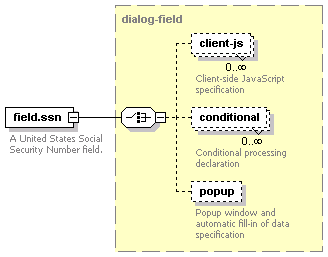 dialog-field
client-js
0..∞
Client-side JavaScript
specification
field.ssn
A United States Social
Security Number field.
conditional
0..∞
Conditional processing
declaration
popup
Popup window and
automatic fill-in of data
specification